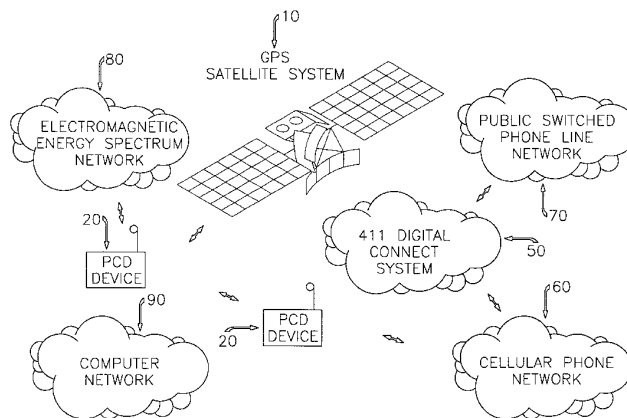 10
GPS
SATELLITE SYSTEM
80
ELECTROMAGNETIC
ENERGY SPECTRUM
NETWORK
PUBLIC SWITCHED
PHONE LINE
NETWORK
70
20
PCD
DEVICE
411 DIGITAL
CONNECT
SYSTEM
50
90
COMPUTER
NETWORK
20
PCD
DEVICE
60
CELLULAR PHONE
NETWORK